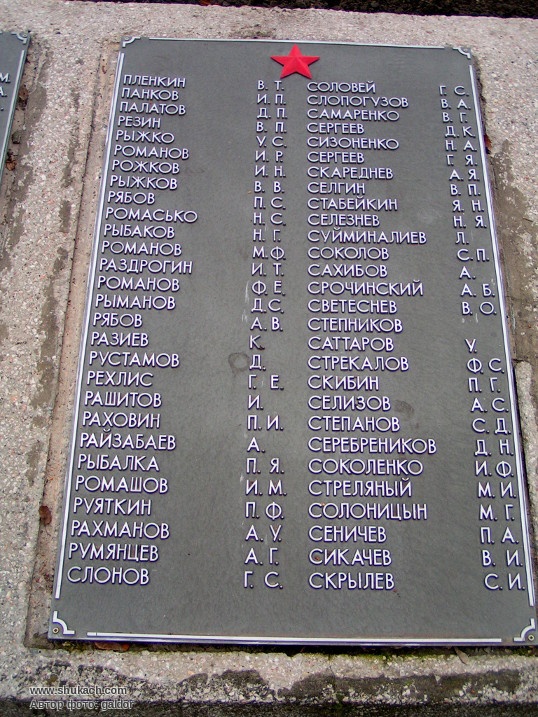 ПЛЕНКИН В. Т.
ПАНКОВ И. П.
ПАЛАТОВ Д. П.
РЕЗИН В. П.
РЫЖКО У. С.
РОМАНОВ И. Р.
РОЖКОВ И. Н.
РЫЖКОВ В. В.
РЯБОВ П. С.
РОМАСЬКО Н. С.
РЫБАКОВ Н. Г.
РОМАНОВ М. Ф.
РАЗДРОГИН И. Т.
РОМАНОВ Ф. Е.
РЫМАНОВ Д. С.
РЯБОВ А. В.
РАЗИЕВ К.
РУСТАМОВ Д.
РЕХЛИС Г. Е.
РАШИТОВ И.
РАХОВИН П. И.
РАЙЗАБАЕВ А.
РЫБАЛКА П. Я.
РОМАШОВ И. М.
РУЯТКИН П. Ф.
РАХМАНОВ А. У.
РУМЯНЦЕВ А. Г.
СЛОНОВ Г. С.
СОЛОВЕЙ Г. С.
СЛОПОГУЗОВ В. А.
САМАРЕНКО В. Г.
СЕРГЕЕВ Д. К.
СИЗОНЕНКО Н. А.
СЕРГЕЕВ Г. Я.
СКАРЕДНЕВ А. Я.
СЕЛГИН В. П.
СТАБЕЙКИН Я. Н.
СЕЛЕЗНЕВ Н. Я.
СУЙМИНАЛИЕВ Л.
СОКОЛОВ С. П.
САХИБОВ А.
СРОЧИНСКИЙ А. Б.
СВЕТЕСНЕВ В. О.
СТЕПНИКОВ
САТТАРОВ У.
СТРЕКАЛОВ Ф. С.
СКИБИН П. Г.
СЕЛИЗОВ А. С.
СТЕПАНОВ С. Д.
СЕРЕБРЕНИКОВ Д. Н.
СОКОЛЕНКО И. Ф.
СТРЕЛЯНЫЙ М. И.
СОЛОНИЦЫН М. Г.
СЕНИЧЕВ П. А.
СИКАЧЕВ В. И.
СКРЫЛЕВ С. И.
www.shukach.com
Автор фото: galdor